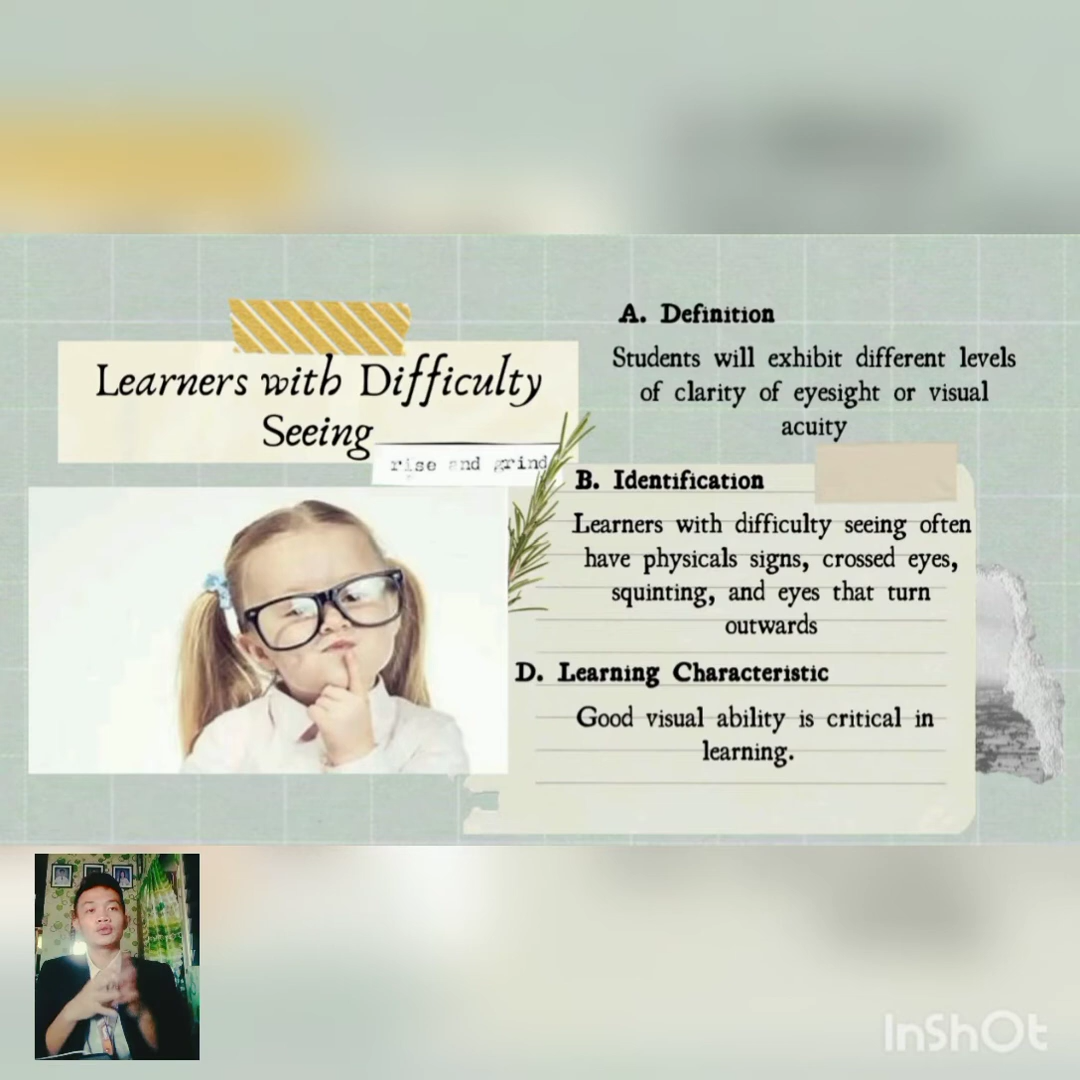 Learners with Difficulty
Seeing
rise and grind
A. Definition
Students will exhibit different levels
of clarity of eyesight or visual
acuity
B. Identification
Learners with difficulty seeing often
have physicals signs, crossed eyes,
squinting, and eyes that turn
outwards
D. Learning Characteristic
Good visual ability is critical in
learning.
InShOt